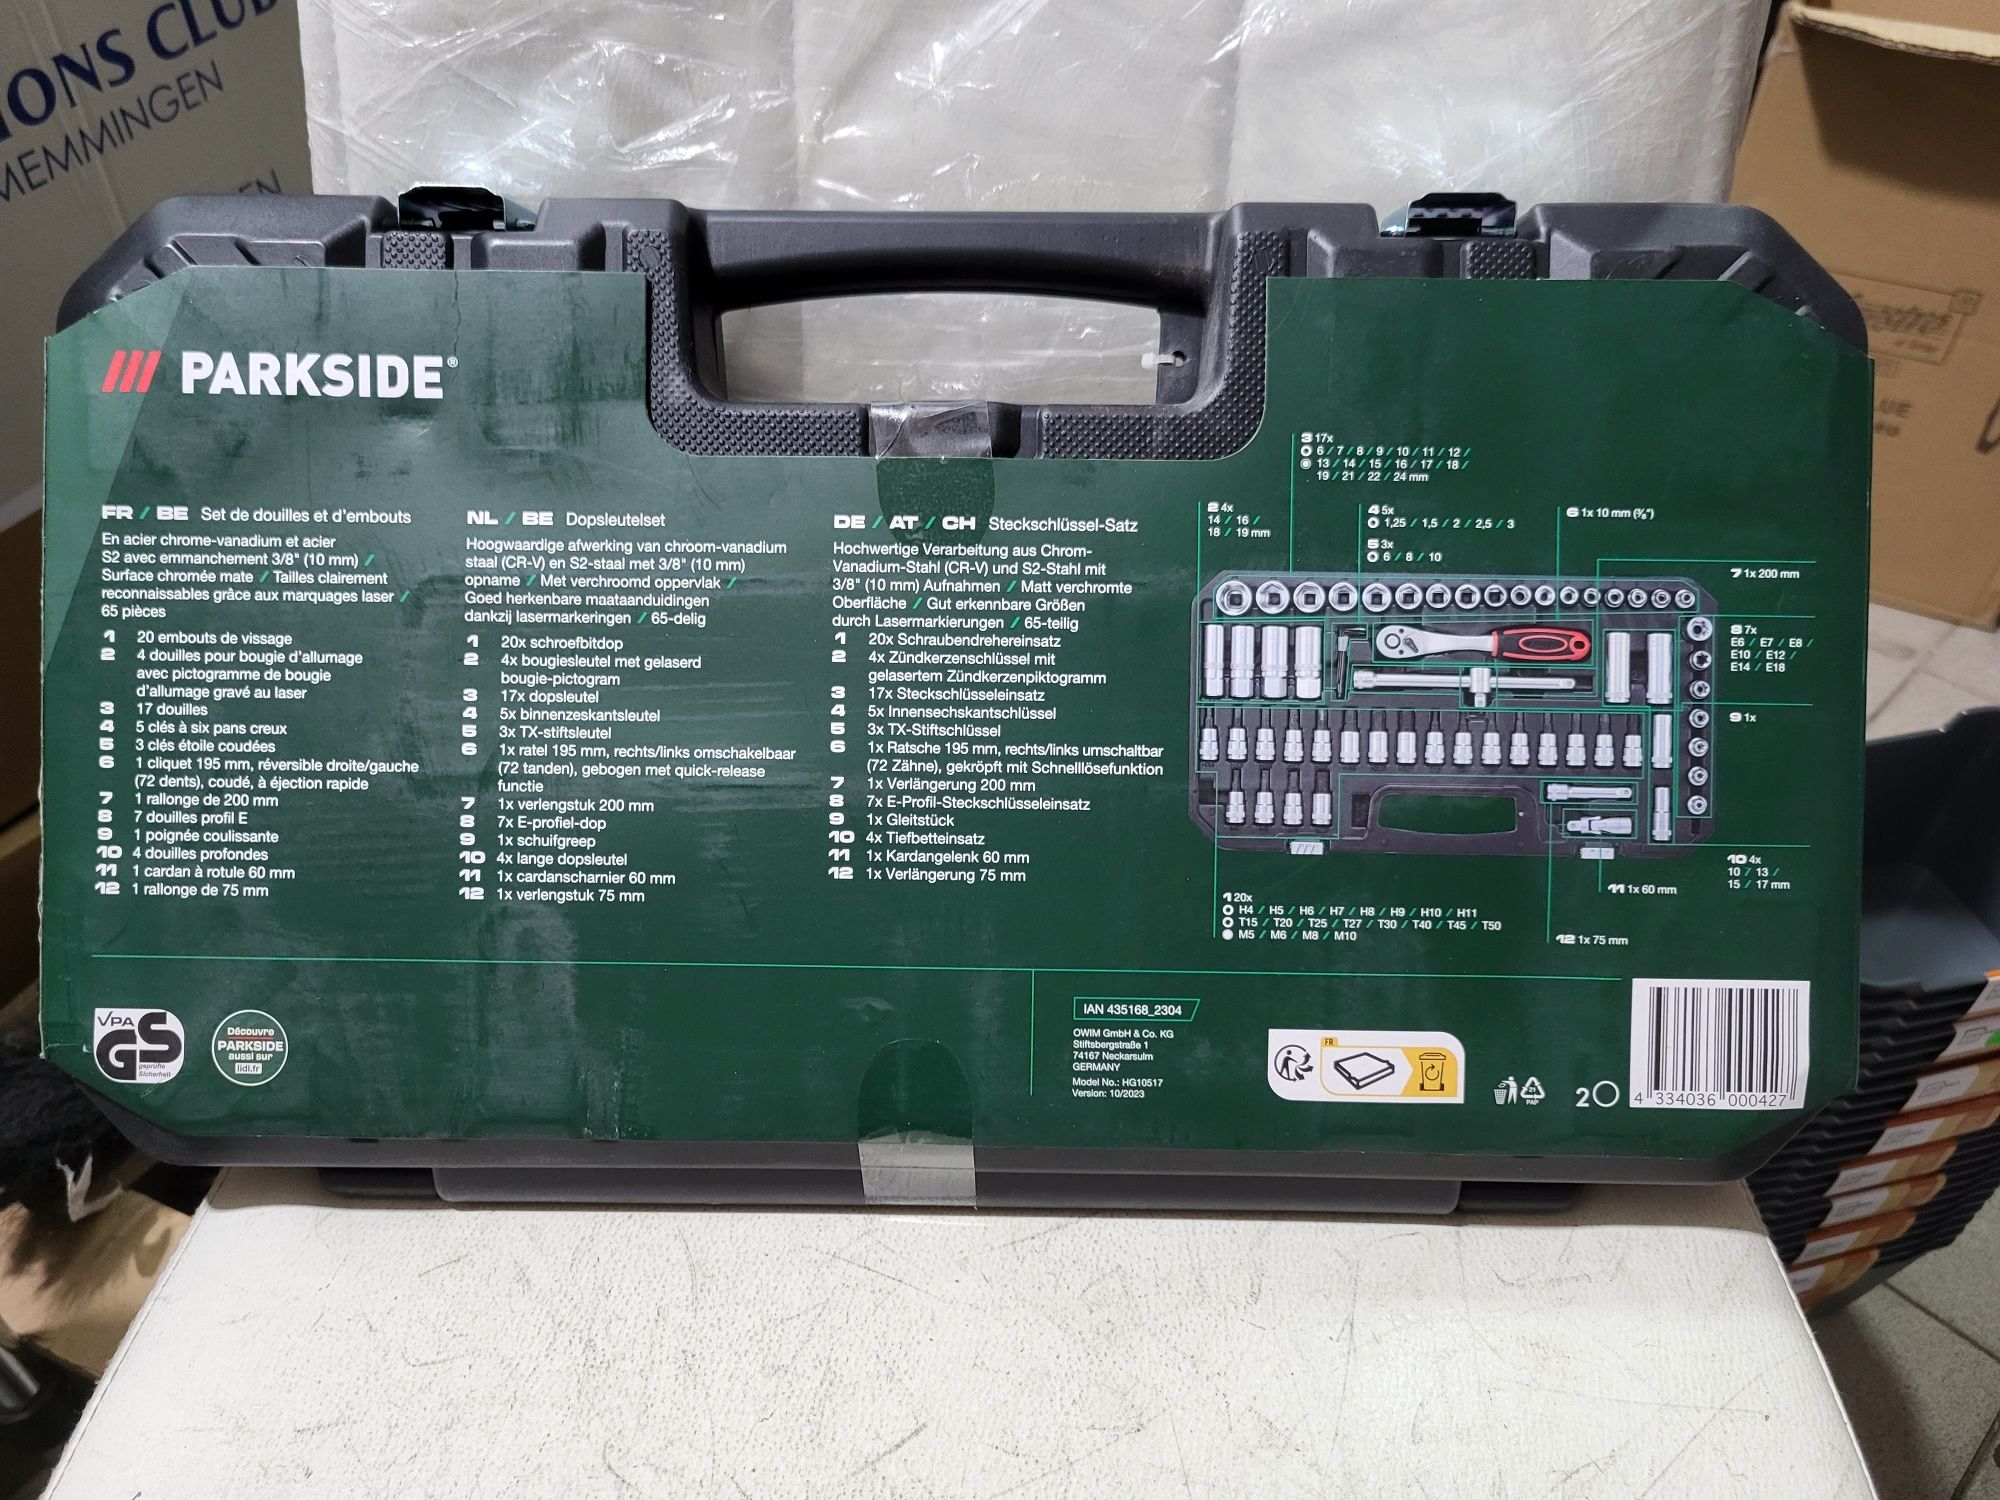 IONS CLUB
MEMMINGEN
EN
PARKSIDE®
FR / BE Set de douilles et d'embouts
En acier chrome-vanadium et acier
S2 avec emmanchement 3/8" (10 mm) /
Surface chromée mate / Tailles clairement
reconnaissables grâce aux marquages laser /
65 pièces
1 20 embouts de vissage
2 4 douilles pour bougie d'allumage
avec pictogramme de bougie
d'allumage gravé au laser
3 17 douilles
4 5 clés à six pans creux
5 3 clés étoile coudées
6 1 cliquet 195 mm, réversible droite/gauche
(72 dents), coudé, à éjection rapide
7 1 rallonge de 200 mm
8 7 douilles profil E
9 1 poignée coulissante
10 4 douilles profondes
11 1 cardan à rotule 60 mm
12 1 rallonge de 75 mm
NL / BE Dopsleutelset
Hoogwaardige afwerking van chroom-vanadium
staal (CR-V) en S2-staal met 3/8" (10 mm)
opname / Met verchroomd oppervlak /
Goed herkenbare maataanduidingen
dankzij lasermarkeringen / 65-delig
1 20x schroefbitdop
2 4x bougiesleutel met gelaserd
bougie-pictogram
3 17x dopsleutel
4 5x binnenzeskantsleutel
5 3x TX-stiftsleutel
6 1x ratel 195 mm, rechts/links omschakelbaar
(72 tanden), gebogen met quick-release
functie
7 1x verlengstuk 200 mm
8 7x E-profiel-dop
9 1x schuifgreep
10 4x lange dopsleutel
11 1x cardanscharnier 60 mm
12 1x verlengstuk 75 mm
DE / AT / CH Steckschlüssel-Satz
Hochwertige Verarbeitung aus Chrom-
Vanadium-Stahl (CR-V) und S2-Stahl mit
3/8" (10 mm) Aufnahmen / Matt verchromte
Oberfläche / Gut erkennbare Größen
durch Lasermarkierungen / 65-teilig
1 20x Schraubendrehereinsatz
2 4x Zündkerzenschlüssel mit
gelasertem Zündkerzenpiktogramm
3 17x Steckschlüsseleinsatz
4 5x Innensechskantschlüssel
5 3x TX-Stiftschlüssel
6 1x Ratsche 195 mm, rechts/links umschaltbar
(72 Zähne), gekröpft mit Schnelllösefunktion
7 1x Verlängerung 200 mm
8 7x E-Profil-Steckschlüsseleinsatz
9 1x Gleitstück
10 4x Tiefbetteinsatz
11 1x Kardangelenk 60 mm
12 1x Verlängerung 75 mm
3 17x
6 / 7 / 8 / 9 / 10 / 11 / 12 /
13 / 14 / 15 / 16 / 17 / 18 /
19 / 21 / 22 / 24 mm
2 4x
14 / 16 /
18 / 19 mm
4 5x
1,25 / 1,5 / 2 / 2,5 / 3
5 3x
6 / 8 / 10
6 1x 10 mm (⅜")
7 1x 200 mm
8 7x
E6 / E7 / E8 /
E10 / E12 /
E14 / E18
9 1x
10 4x
10 / 13 /
15 / 17 mm
11 1x 60 mm
12 1x 75 mm
1 20x
H4 / H5 / H6 / H7 / H8 / H9 / H10 / H11
T15 / T20 / T25 / T27 / T30 / T40 / T45 / T50
M5 / M6 / M8 / M10
VPA
GS
geprüfte
Sicherheit
Découvre
PARKSIDE
aussi sur
lidl.fr
IAN 435168_2304
OWIM GmbH & Co. KG
Stiftsbergstraße 1
74167 Neckarsulm
GERMANY
Model No.: HG10517
Version: 10/2023
FR
21
PAP
2
4 334036 000427